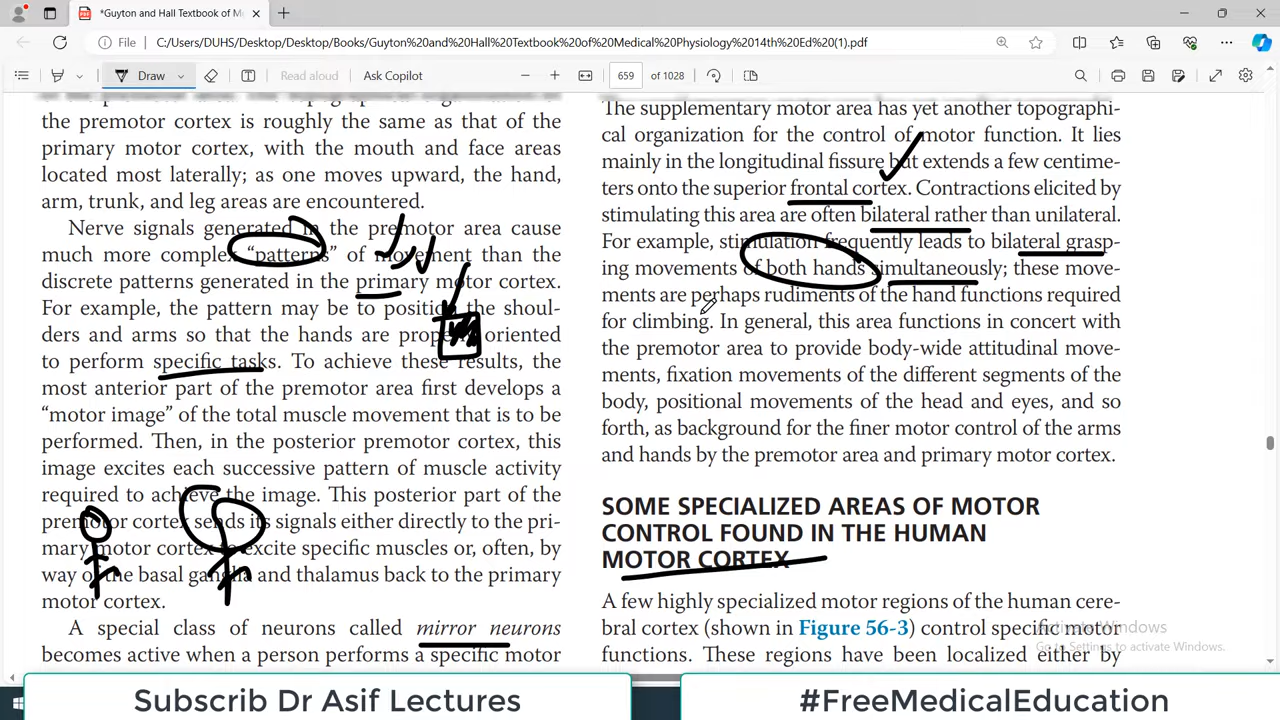 *Guyton and Hall Textbook of M
File
C:/Users/DUHS/Desktop/Desktop/Books/Guyton%20and%20Hall%20Textbook%20of%20Medical%20Physiology%2014th%20Ed%20(1).pdf
Draw
Read aloud
Ask Copilot
659 of 1028
the premotor cortex is roughly the same as that of the
primary motor cortex, with the mouth and face areas
located most laterally; as one moves upward, the hand,
arm, trunk, and leg areas are encountered.
Nerve signals generated in the premotor area cause
much more complex “patterns” of movement than the
discrete patterns generated in the primary motor cortex.
For example, the pattern may be to position the shoul-
ders and arms so that the hands are properly oriented
to perform specific tasks. To achieve these results, the
most anterior part of the premotor area first develops a
“motor image” of the total muscle movement that is to be
performed. Then, in the posterior premotor cortex, this
image excites each successive pattern of muscle activity
required to achieve the image. This posterior part of the
premotor cortex sends its signals either directly to the pri-
mary motor cortex to excite specific muscles or, often, by
way of the basal ganglia and thalamus back to the primary
motor cortex.
A special class of neurons called mirror neurons
becomes active when a person performs a specific motor
The supplementary motor area has yet another topographi-
cal organization for the control of motor function. It lies
mainly in the longitudinal fissure but extends a few centime-
ters onto the superior frontal cortex. Contractions elicited by
stimulating this area are often bilateral rather than unilateral.
For example, stimulation frequently leads to bilateral grasp-
ing movements of both hands simultaneously; these move-
ments are perhaps rudiments of the hand functions required
for climbing. In general, this area functions in concert with
the premotor area to provide body-wide attitudinal move-
ments, fixation movements of the different segments of the
body, positional movements of the head and eyes, and so
forth, as background for the finer motor control of the arms
and hands by the premotor area and primary motor cortex.
SOME SPECIALIZED AREAS OF MOTOR
CONTROL FOUND IN THE HUMAN
MOTOR CORTEX
A few highly specialized motor regions of the human cere-
bral cortex (shown in Figure 56-3) control specific motor
functions. These regions have been localized either by
Activate Windows
Go to Settings to activate Windows.
Subscrib Dr Asif Lectures
#FreeMedicalEducation